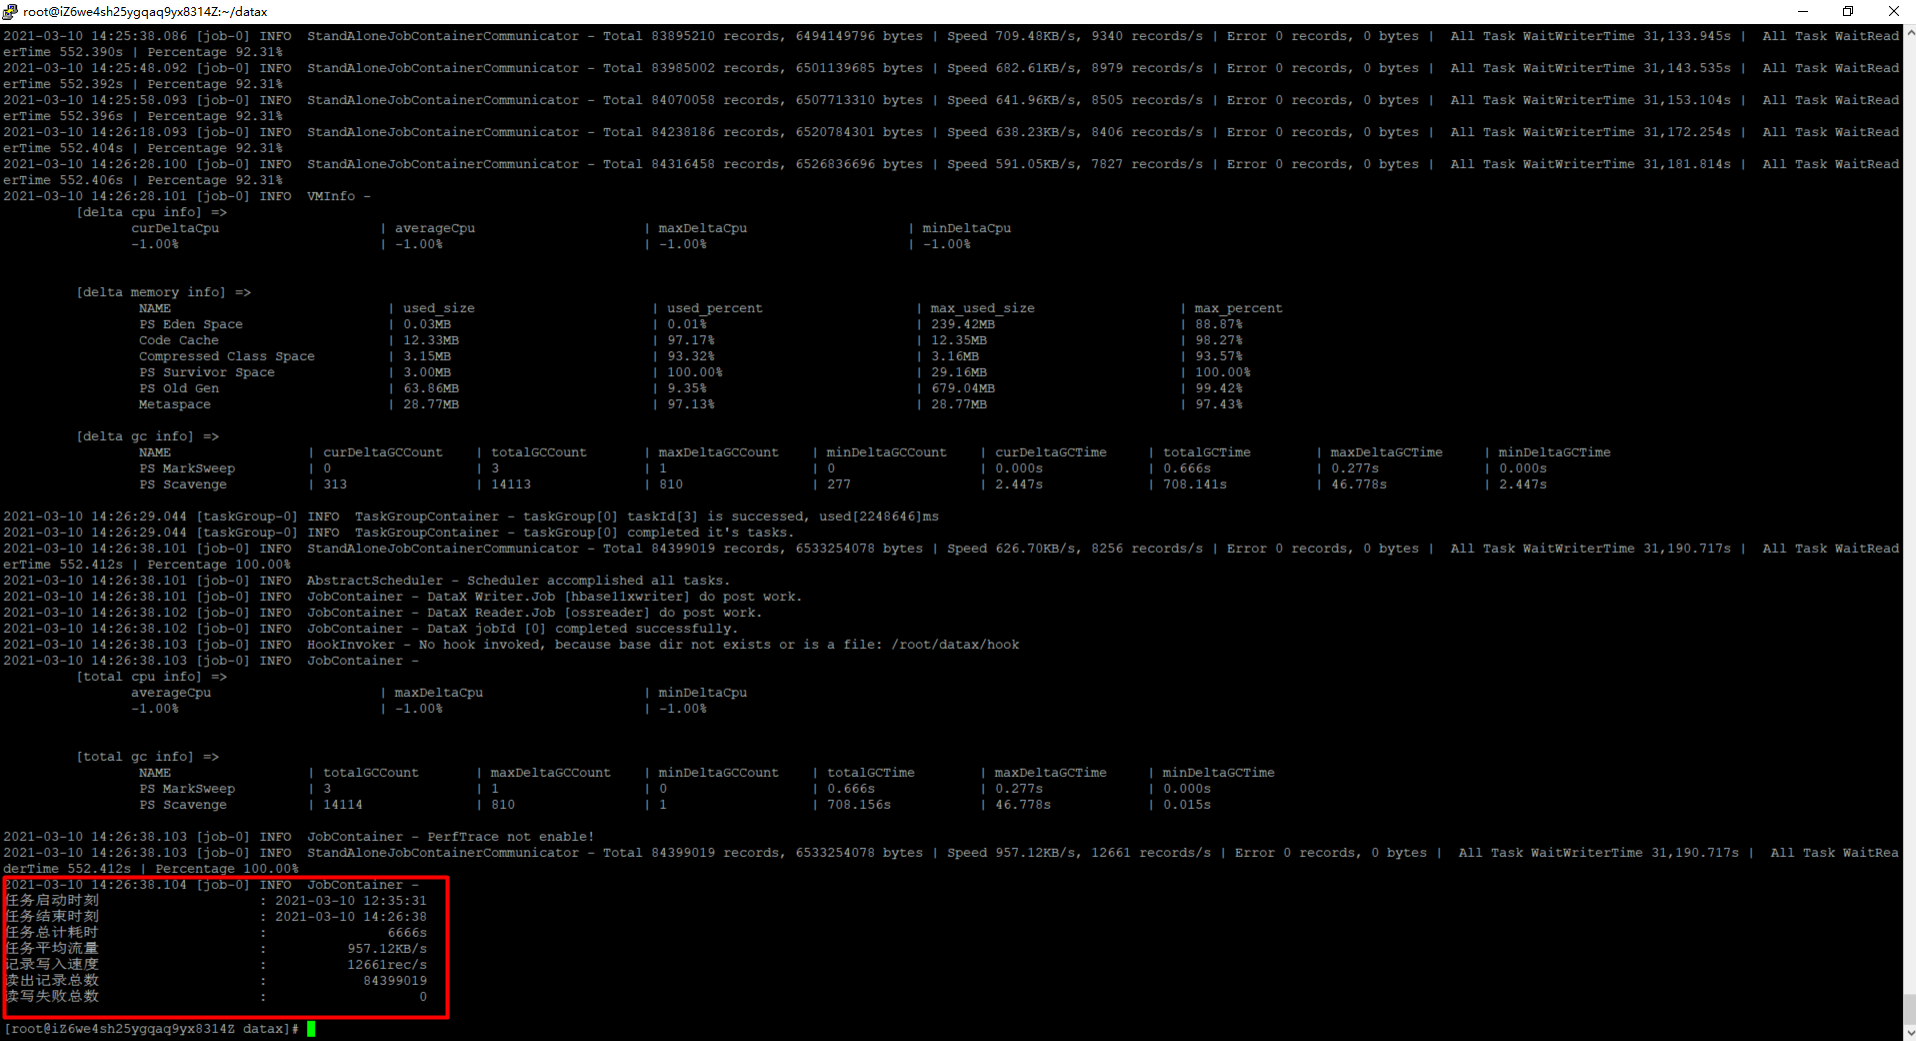 root@iZ6we4sh25ygqaq9yx8314Z:~/datax
2021-03-10 14:25:38.086 [job-0] INFO  StandAloneJobContainerCommunicator - Total 83895210 records, 6494149796 bytes | Speed 709.48KB/s, 9340 records/s | Error 0 records, 0 bytes |  All Task WaitWriterTime 31,133.945s |  All Task WaitRead
erTime 552.390s | Percentage 92.31%
2021-03-10 14:25:48.092 [job-0] INFO  StandAloneJobContainerCommunicator - Total 83985002 records, 6501139685 bytes | Speed 682.61KB/s, 8979 records/s | Error 0 records, 0 bytes |  All Task WaitWriterTime 31,143.535s |  All Task WaitRead
erTime 552.392s | Percentage 92.31%
2021-03-10 14:25:58.093 [job-0] INFO  StandAloneJobContainerCommunicator - Total 84070058 records, 6507713310 bytes | Speed 641.96KB/s, 8505 records/s | Error 0 records, 0 bytes |  All Task WaitWriterTime 31,153.104s |  All Task WaitRead
erTime 552.396s | Percentage 92.31%
2021-03-10 14:26:18.093 [job-0] INFO  StandAloneJobContainerCommunicator - Total 84238186 records, 6520784301 bytes | Speed 638.23KB/s, 8406 records/s | Error 0 records, 0 bytes |  All Task WaitWriterTime 31,172.254s |  All Task WaitRead
erTime 552.404s | Percentage 92.31%
2021-03-10 14:26:28.100 [job-0] INFO  StandAloneJobContainerCommunicator - Total 84316458 records, 6526836696 bytes | Speed 591.05KB/s, 7827 records/s | Error 0 records, 0 bytes |  All Task WaitWriterTime 31,181.814s |  All Task WaitRead
erTime 552.406s | Percentage 92.31%
2021-03-10 14:26:28.101 [job-0] INFO  VMInfo -
[delta cpu info] =>
curDeltaCpu | averageCpu | maxDeltaCpu | minDeltaCpu
-1.00% | -1.00% | -1.00% | -1.00%
[delta memory info] =>
NAME | used_size | used_percent | max_used_size | max_percent
PS Eden Space | 0.03MB | 0.01% | 239.42MB | 88.87%
Code Cache | 12.33MB | 97.17% | 12.35MB | 98.27%
Compressed Class Space | 3.15MB | 93.32% | 3.16MB | 93.57%
PS Survivor Space | 3.00MB | 100.00% | 29.16MB | 100.00%
PS Old Gen | 63.86MB | 9.35% | 679.04MB | 99.42%
Metaspace | 28.77MB | 97.13% | 28.77MB | 97.43%
[delta gc info] =>
NAME | curDeltaGCCount | totalGCCount | maxDeltaGCCount | minDeltaGCCount | curDeltaGCTime | totalGCTime | maxDeltaGCTime | minDeltaGCTime
PS MarkSweep | 0 | 3 | 1 | 0 | 0.000s | 0.666s | 0.277s | 0.000s
PS Scavenge | 313 | 14113 | 810 | 277 | 2.447s | 708.141s | 46.778s | 2.447s
2021-03-10 14:26:29.044 [taskGroup-0] INFO  TaskGroupContainer - taskGroup[0] taskId[3] is successed, used[2248646]ms
2021-03-10 14:26:29.044 [taskGroup-0] INFO  TaskGroupContainer - taskGroup[0] completed it's tasks.
2021-03-10 14:26:38.101 [job-0] INFO  StandAloneJobContainerCommunicator - Total 84399019 records, 6533254078 bytes | Speed 626.70KB/s, 8256 records/s | Error 0 records, 0 bytes |  All Task WaitWriterTime 31,190.717s |  All Task WaitRead
erTime 552.412s | Percentage 100.00%
2021-03-10 14:26:38.101 [job-0] INFO  AbstractScheduler - Scheduler accomplished all tasks.
2021-03-10 14:26:38.101 [job-0] INFO  JobContainer - DataX Writer.Job [hbase11xwriter] do post work.
2021-03-10 14:26:38.102 [job-0] INFO  JobContainer - DataX Reader.Job [ossreader] do post work.
2021-03-10 14:26:38.102 [job-0] INFO  JobContainer - DataX jobId [0] completed successfully.
2021-03-10 14:26:38.103 [job-0] INFO  HookInvoker - No hook invoked, because base dir not exists or is a file: /root/datax/hook
2021-03-10 14:26:38.103 [job-0] INFO  JobContainer -
[total cpu info] =>
averageCpu | maxDeltaCpu | minDeltaCpu
-1.00% | -1.00% | -1.00%
[total gc info] =>
NAME | totalGCCount | maxDeltaGCCount | minDeltaGCCount | totalGCTime | maxDeltaGCTime | minDeltaGCTime
PS MarkSweep | 3 | 1 | 0 | 0.666s | 0.277s | 0.000s
PS Scavenge | 14114 | 810 | 1 | 708.156s | 46.778s | 0.015s
2021-03-10 14:26:38.103 [job-0] INFO  JobContainer - PerfTrace not enable!
2021-03-10 14:26:38.103 [job-0] INFO  StandAloneJobContainerCommunicator - Total 84399019 records, 6533254078 bytes | Speed 957.12KB/s, 12661 records/s | Error 0 records, 0 bytes |  All Task WaitWriterTime 31,190.717s |  All Task WaitRea
derTime 552.412s | Percentage 100.00%
2021-03-10 14:26:38.104 [job-0] INFO  JobContainer -
任务启动时刻 : 2021-03-10 12:35:31
任务结束时刻 : 2021-03-10 14:26:38
任务总计耗时 : 6666s
任务平均流量 : 957.12KB/s
记录写入速度 : 12661rec/s
读出记录总数 : 84399019
读写失败总数 : 0
[root@iZ6we4sh25ygqaq9yx8314Z datax]#